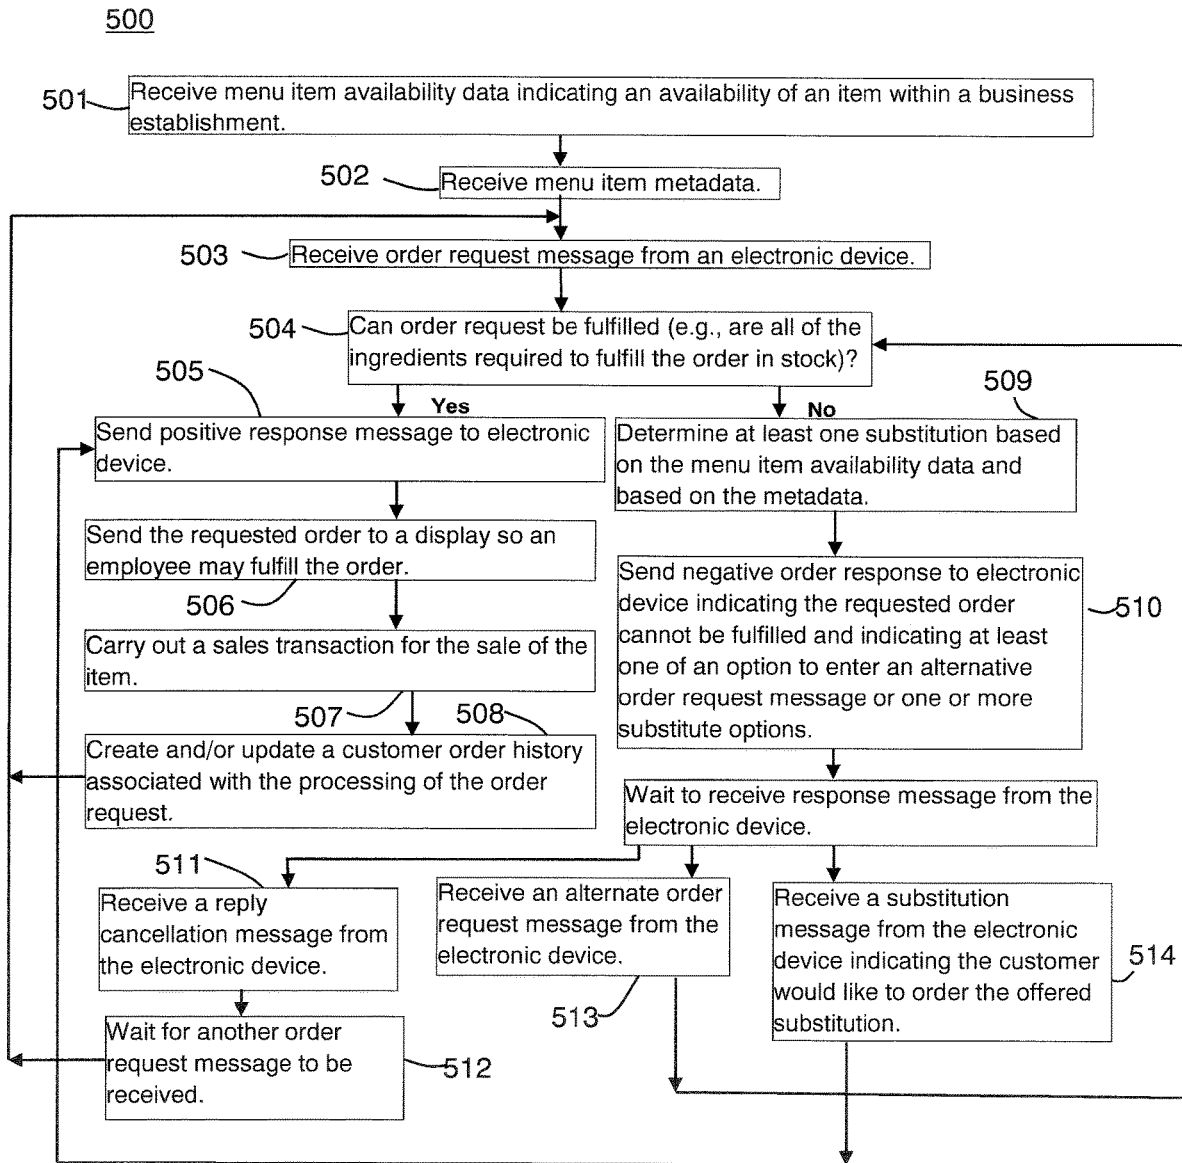 500
501
Receive menu item availability data indicating an availability of an item within a business
establishment.
502
Receive menu item metadata.
503
Receive order request message from an electronic device.
504
Can order request be fulfilled (e.g., are all of the
ingredients required to fulfill the order in stock)?
505
Yes
Send positive response message to electronic
device.
Send the requested order to a display so an
employee may fulfill the order.
506
Carry out a sales transaction for the sale of the
item.
507
508
Create and/or update a customer order history
associated with the processing of the order
request.
No
509
Determine at least one substitution based
on the menu item availability data and
based on the metadata.
Send negative order response to electronic
device indicating the requested order
cannot be fulfilled and indicating at least
one of an option to enter an alternative
order request message or one or more
substitute options.
510
Wait to receive response message from the
electronic device.
511
Receive a reply
cancellation message from
the electronic device.
Wait for another order
request message to be
received.
512
Receive an alternate order
request message from the
electronic device.
513
Receive a substitution
message from the electronic
device indicating the customer
would like to order the offered
substitution.
514